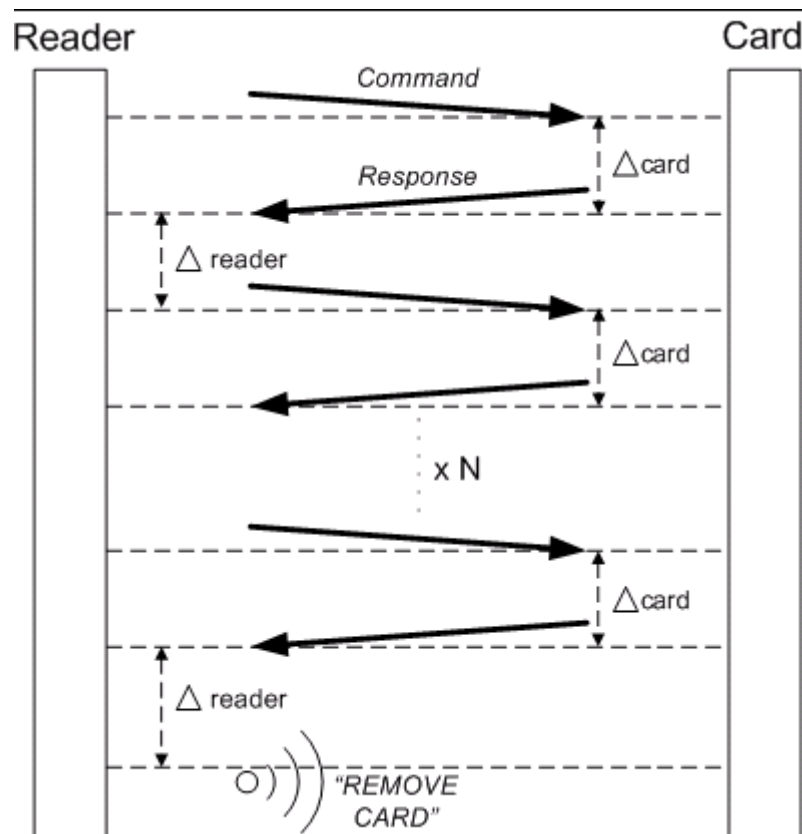 Reader
Card
Command
△card
Response
△ reader
△card
x N
△card
△ reader
“REMOVE
CARD”